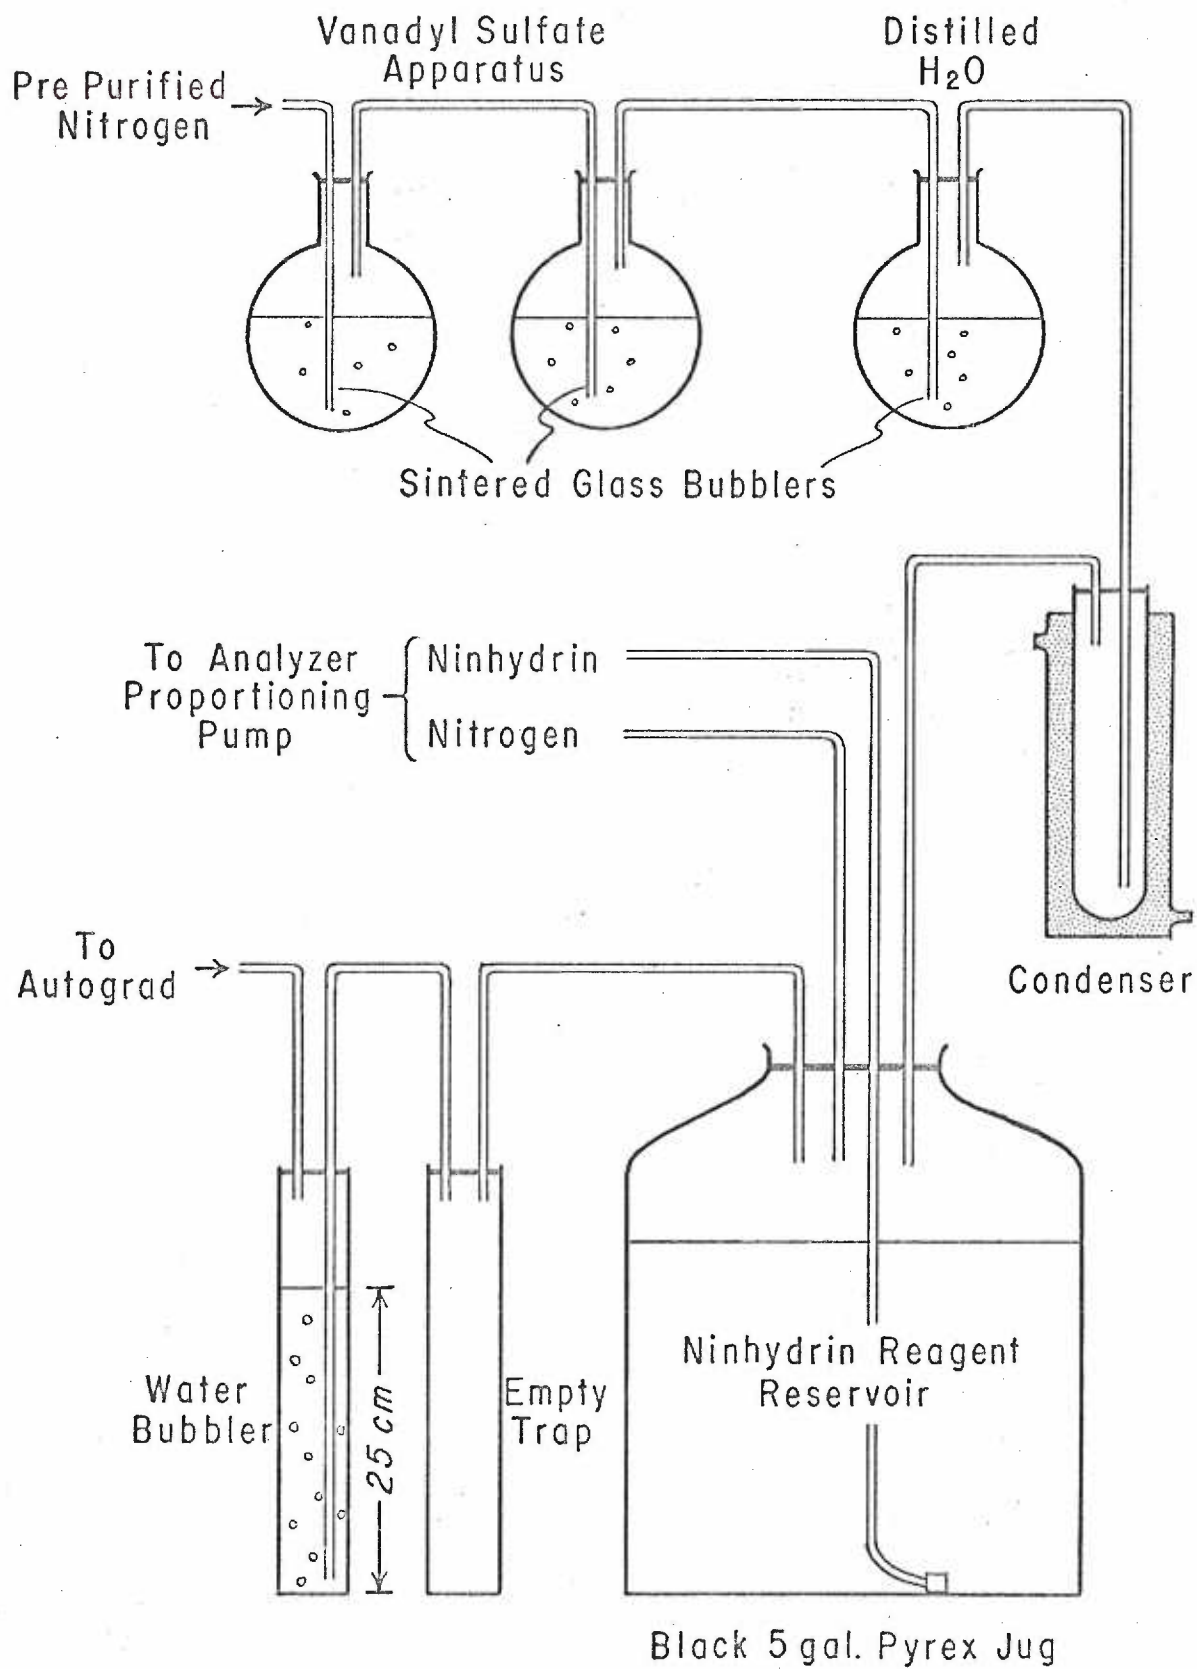 Vanadyl Sulfate
Apparatus
Distilled
H2O
Pre Purified
Nitrogen
Sintered Glass Bubblers
To Analyzer
Proportioning
Pump
Ninhydrin
Nitrogen
Condenser
To
Autograd
Water
Bubbler
25 cm
Empty
Trap
Ninhydrin Reagent
Reservoir
Black 5 gal. Pyrex Jug